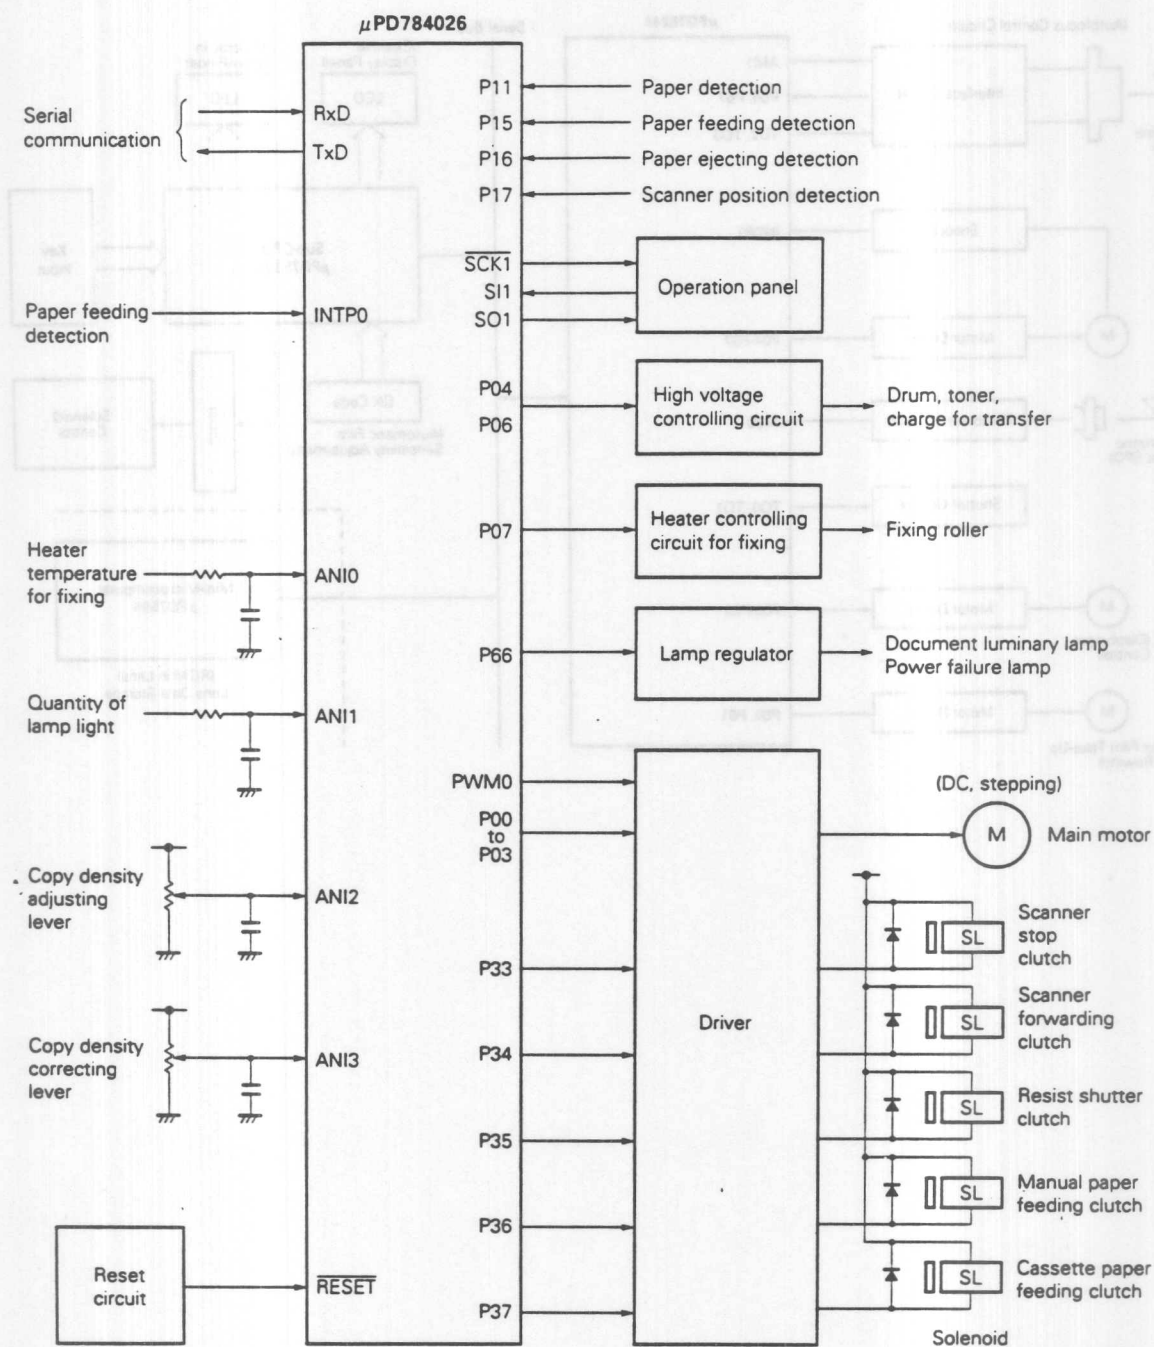 μPD784026
Serial
communication
RxD
TxD
P11
Paper detection
P15
Paper feeding detection
P16
Paper ejecting detection
P17
Scanner position detection
SCK1
SI1
SO1
Operation panel
Paper feeding
detection
INTP0
P04
P06
High voltage
controlling circuit
Drum, toner,
charge for transfer
P07
Heater controlling
circuit for fixing
Fixing roller
Heater
temperature
for fixing
ANI0
P66
Lamp regulator
Document luminary lamp
Power failure lamp
Quantity of
lamp light
ANI1
PWM0
P00
to
P03
(DC, stepping)
M
Main motor
Copy density
adjusting
lever
ANI2
P33
Driver
SL
Scanner
stop
clutch
P34
SL
Scanner
forwarding
clutch
Copy density
correcting
lever
ANI3
P35
SL
Resist shutter
clutch
P36
SL
Manual paper
feeding clutch
Reset
circuit
RESET
P37
SL
Cassette paper
feeding clutch
Solenoid